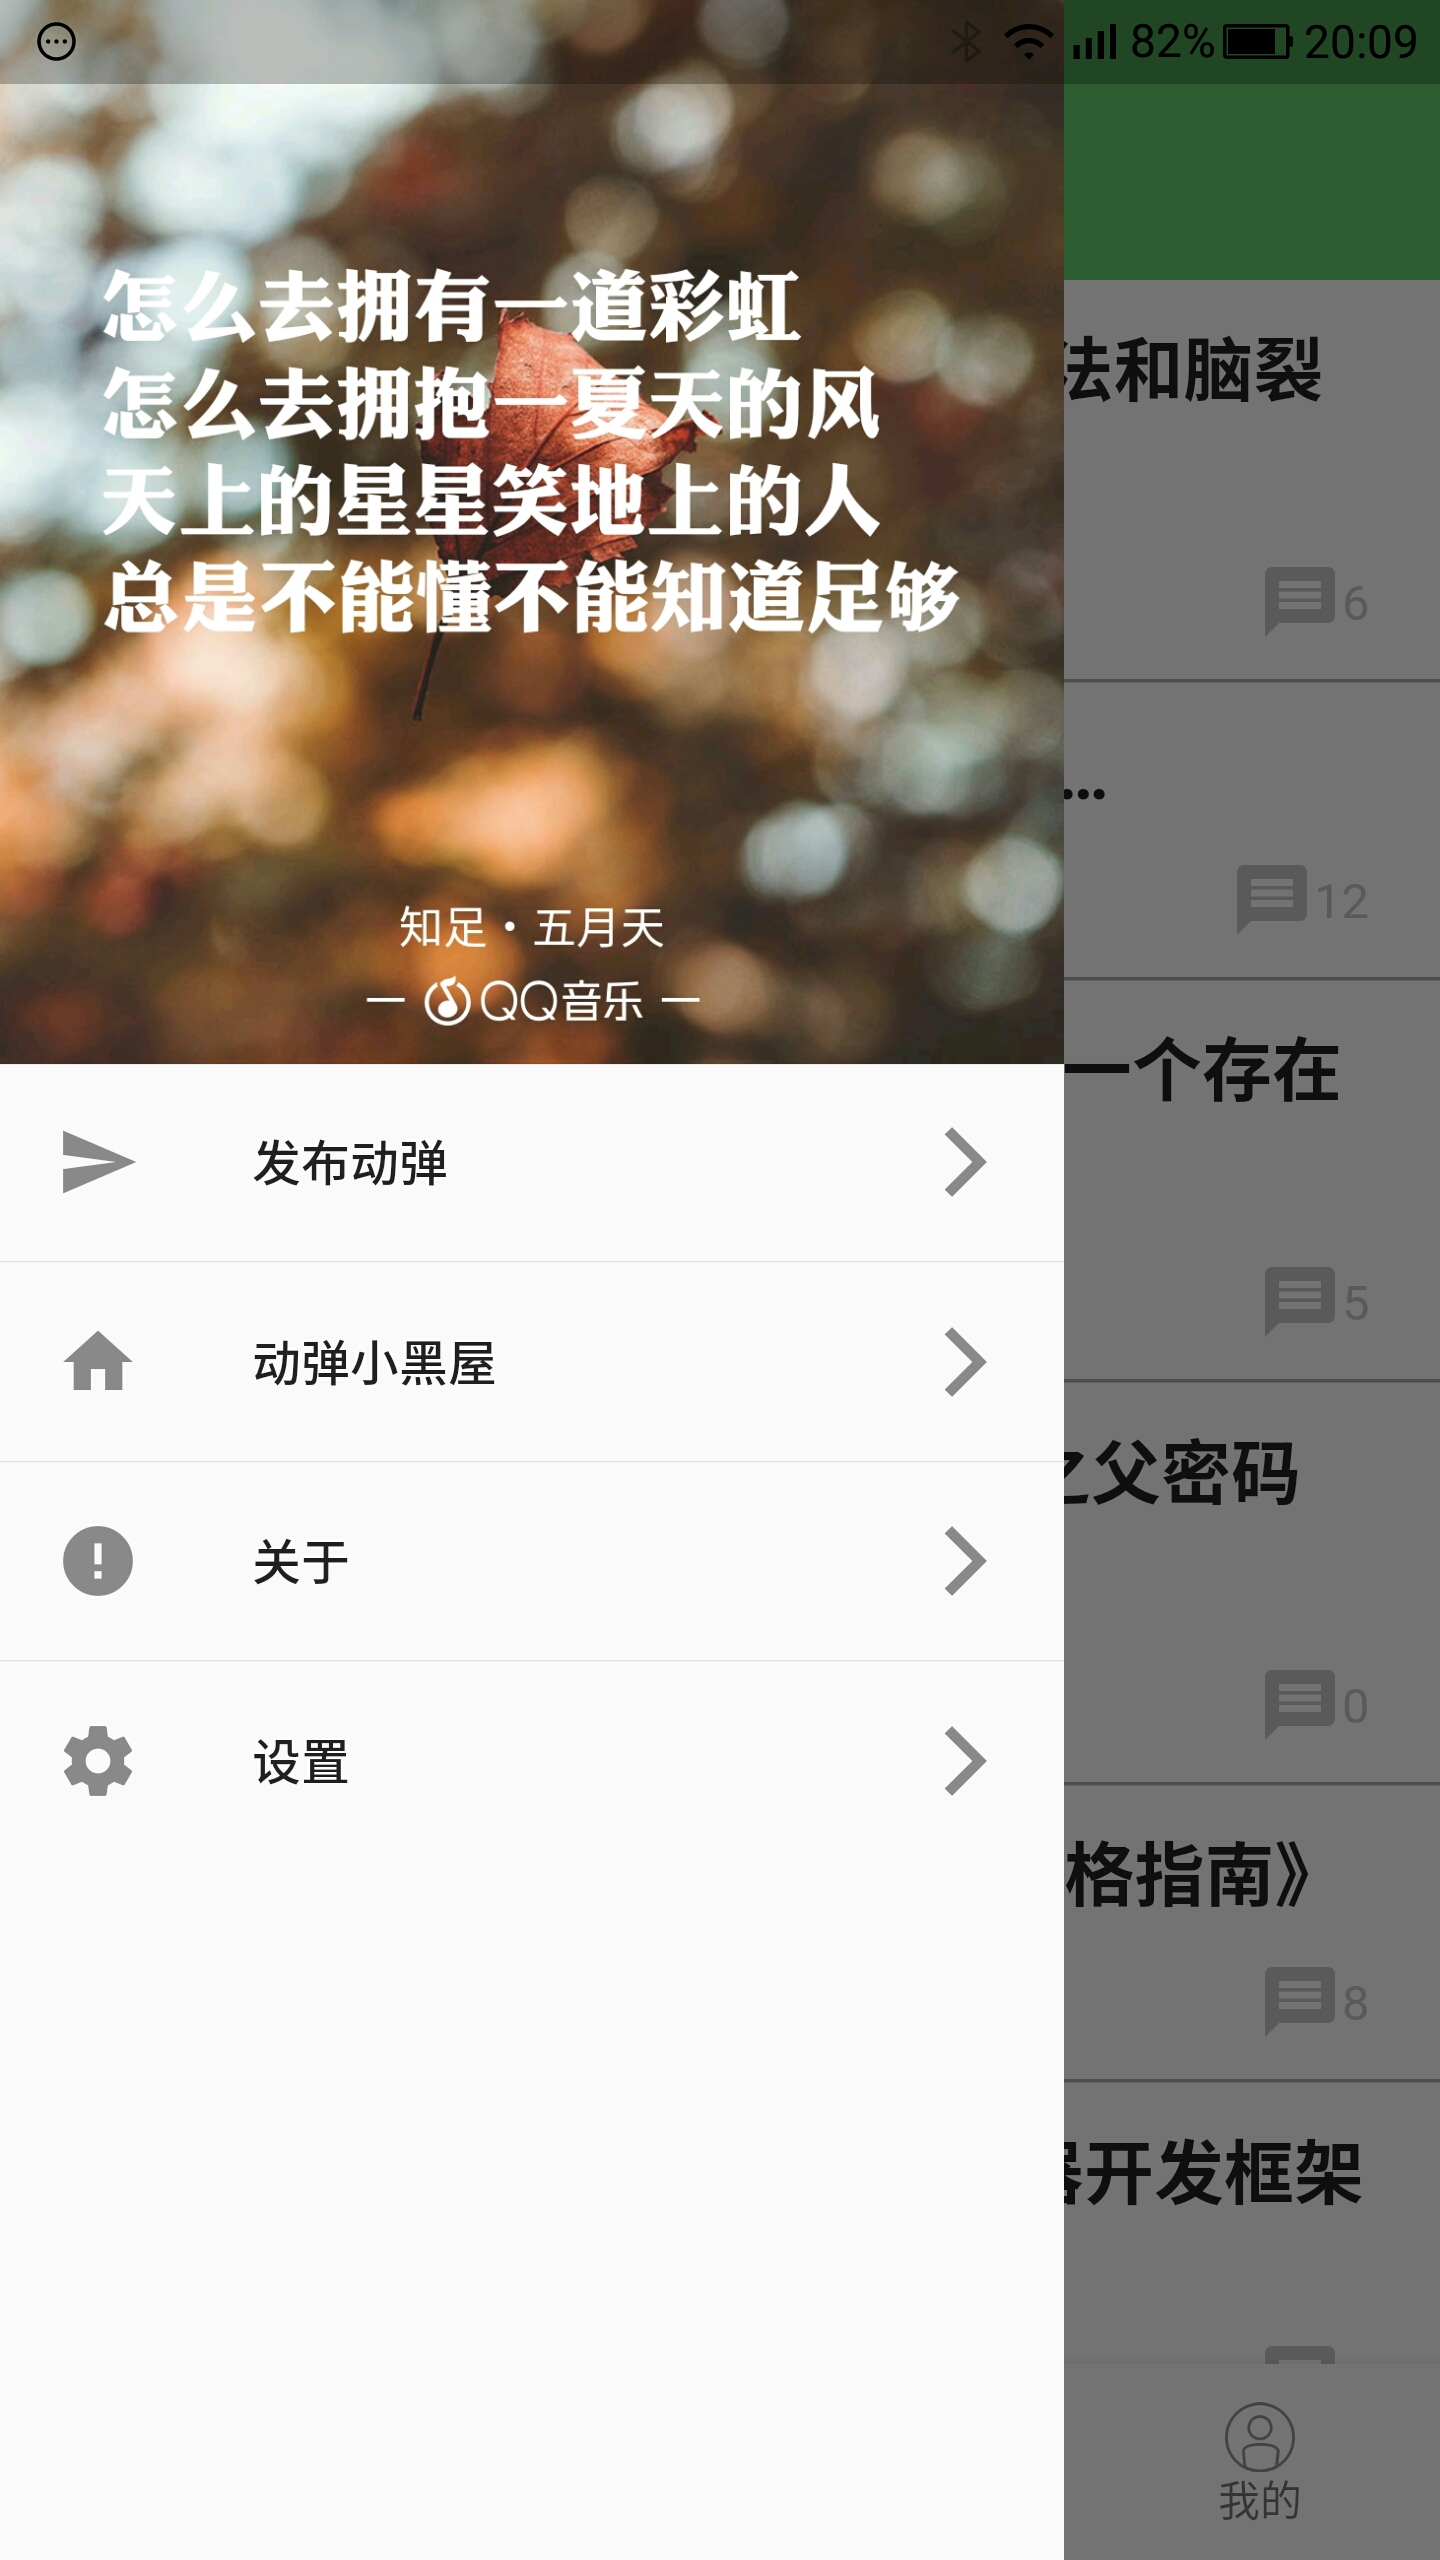 82% 20:09
怎么去拥有一道彩虹
怎么去拥抱一夏天的风
天上的星星笑地上的人
总是不能懂不能知道足够
知足·五月天
QQ音乐
发布动弹
动弹小黑屋
关于
设置
法和脑裂
6
...
12
一个存在
5
之父密码
0
格指南》
8
器开发框架
我的